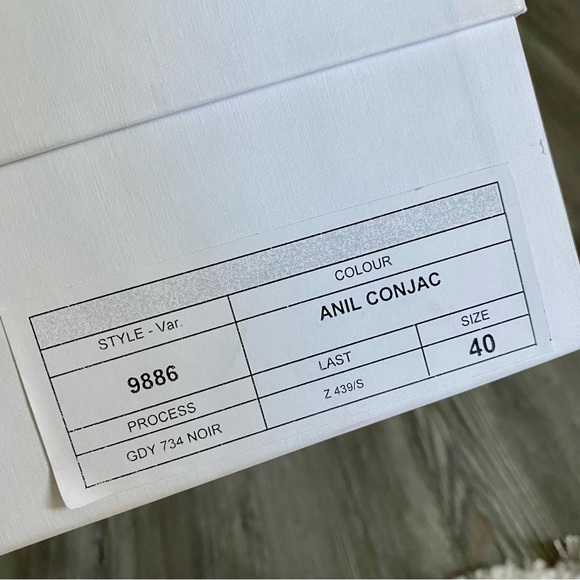 STYLE - Var.
COLOUR
9886
ANIL CONJAC
PROCESS
LAST
SIZE
GDY 734 NOIR
Z 439/S
40